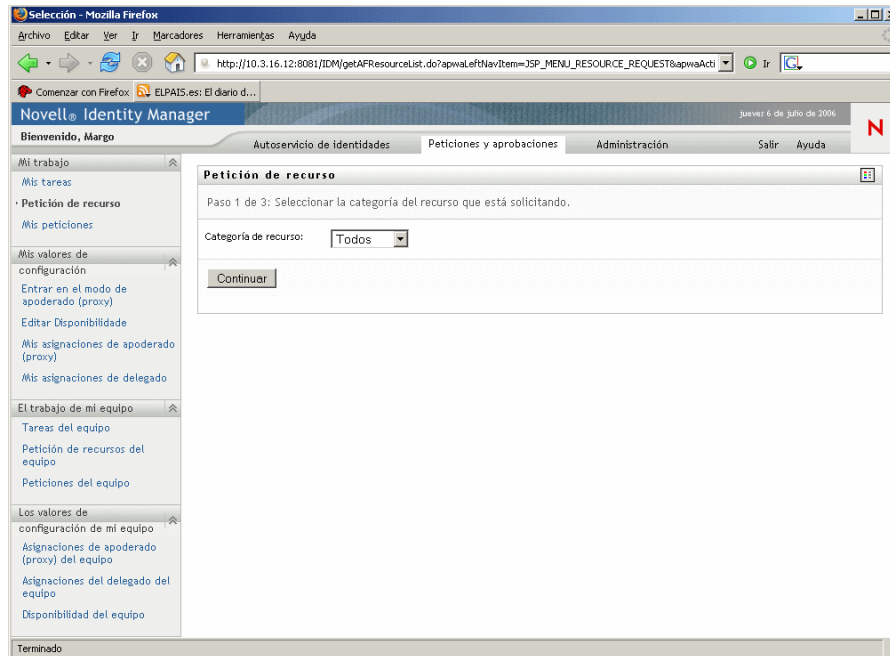 Selección - Mozilla Firefox
Archivo Editar Ver Ir Marcadores Herramientas Ayuda
http://10.3.16.12:8081/IDM/getAFResourceList.do?apwaLeftNavItem=JSP_MENU_RESOURCE_REQUEST&apwaActi Ir
Comenzar con Firefox ELPAIS.es: El diario d...
Novell® Identity Manager jueves 6 de julio de 2006
Bienvenido, Margo
Autoservicio de identidades Peticiones y aprobaciones Administración Salir Ayuda
N
Mi trabajo
Mis tareas
Petición de recurso
Mis peticiones
Mis valores de
configuración
Entrar en el modo de
apoderado (proxy)
Editar Disponibilidade
Mis asignaciones de apoderado
(proxy)
Mis asignaciones de delegado
El trabajo de mi equipo
Tareas del equipo
Petición de recursos del
equipo
Peticiones del equipo
Los valores de
configuración de mi equipo
Asignaciones de apoderado
(proxy) del equipo
Asignaciones del delegado del
equipo
Disponibilidad del equipo
Petición de recurso
Paso 1 de 3: Seleccionar la categoría del recurso que está solicitando.
Categoría de recurso: Todos
Continuar
Terminado